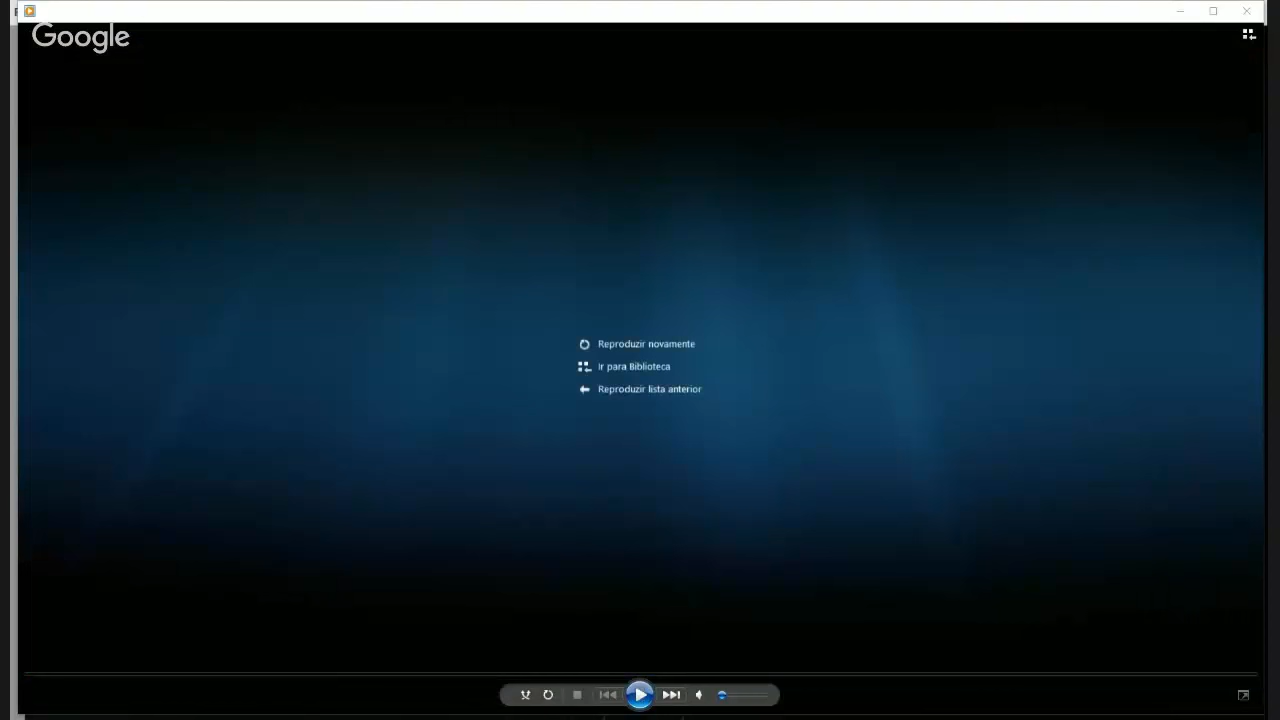 Google
Reproduzir novamente
Ir para Biblioteca
Reproduzir lista anterior